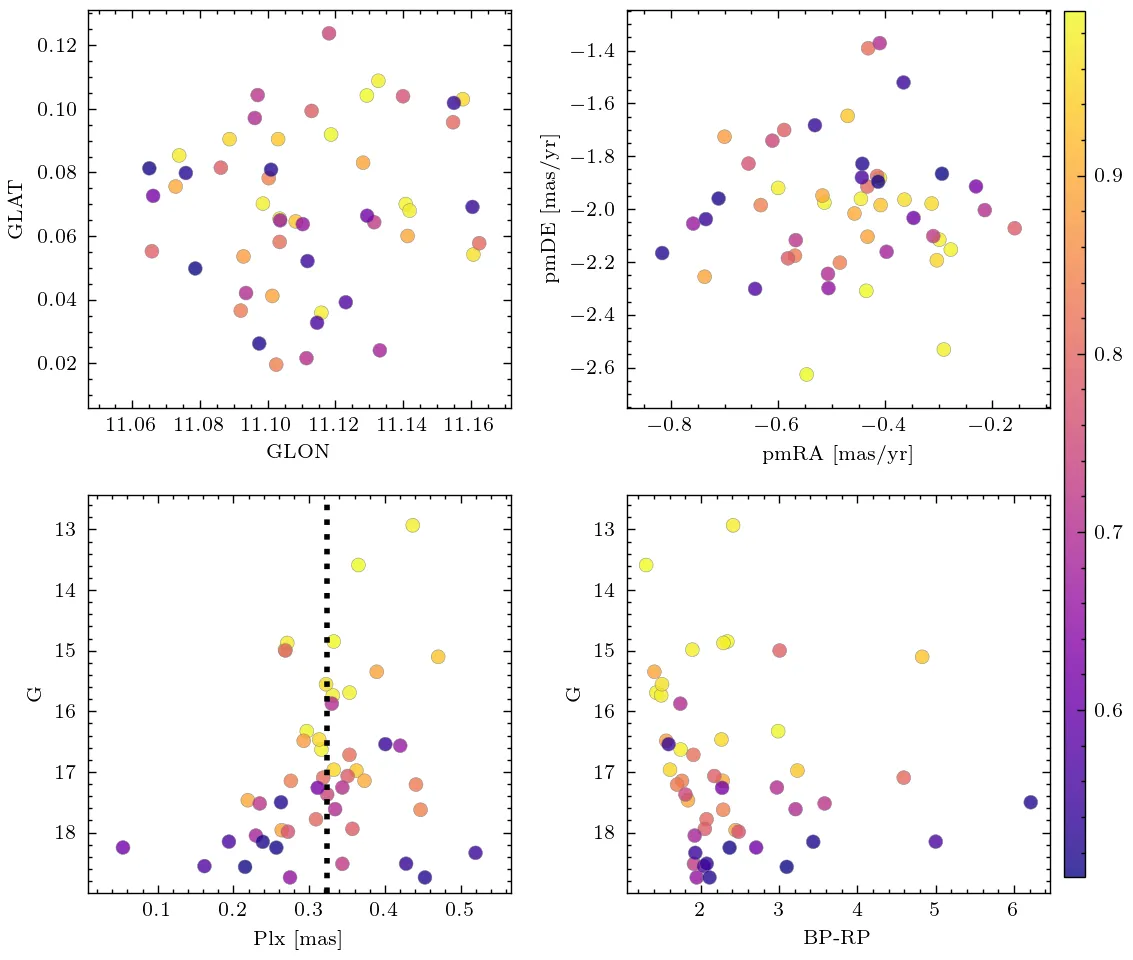 0.12
0.10
0.08
0.06
0.04
0.02
GLAT
11.06 11.08 11.10 11.12 11.14 11.16
GLON
−1.4
−1.6
−1.8
−2.0
−2.2
−2.4
−2.6
pmDE [mas/yr]
−0.8 −0.6 −0.4 −0.2
pmRA [mas/yr]
0.9
0.8
0.7
0.6
13
14
15
16
17
18
G
0.1 0.2 0.3 0.4 0.5
Plx [mas]
13
14
15
16
17
18
G
2 3 4 5 6
BP-RP